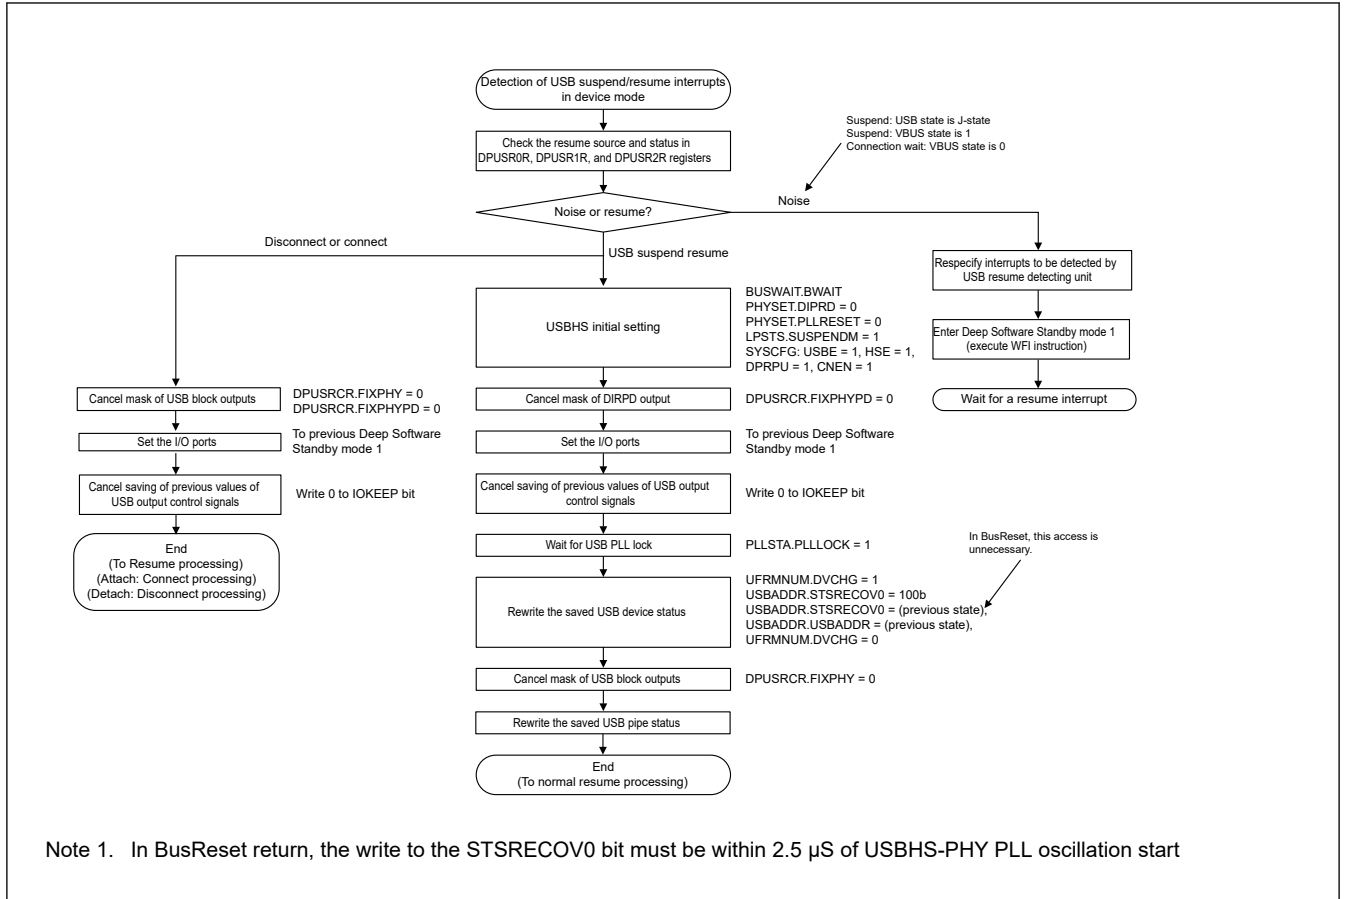 Detection of USB suspend/resume interrupts
in device mode
Check the resume source and status in
DPUSR0R, DPUSR1R, and DPUSR2R registers
Suspend: USB state is J-state
Suspend: VBUS state is 1
Connection wait: VBUS state is 0
Noise or resume?
Noise
Disconnect or connect
USB suspend resume
Respecify interrupts to be detected by
USB resume detecting unit
Enter Deep Software Standby mode 1
(execute WFI instruction)
Wait for a resume interrupt
USBHS initial setting
BUSWAIT.BWAIT
PHYSET.DIPRD = 0
PHYSET.PLLRESET = 0
LPSTS.SUSPENDM = 1
SYSCFG: USBE = 1, HSE = 1,
DPRPU = 1, CNEN = 1
Cancel mask of USB block outputs
DPUSRCR.FIXPHY = 0
DPUSRCR.FIXPHYPD = 0
Set the I/O ports
To previous Deep Software
Standby mode 1
Cancel saving of previous values of
USB output control signals
Write 0 to IOKEEP bit
End
(To Resume processing)
(Attach: Connect processing)
(Detach: Disconnect processing)
Cancel mask of DIRPD output
DPUSRCR.FIXPHYPD = 0
Set the I/O ports
To previous Deep Software
Standby mode 1
Cancel saving of previous values of USB output
control signals
Write 0 to IOKEEP bit
Wait for USB PLL lock
PLLSTA.PLLLOCK = 1
In BusReset, this access is
unnecessary.
Rewrite the saved USB device status
UFRMNUM.DVCHG = 1
USBADDR.STSRECOV0 = 100b
USBADDR.STSRECOV0 = (previous state),
USBADDR.USBADDR = (previous state),
UFRMNUM.DVCHG = 0
Cancel mask of USB block outputs
DPUSRCR.FIXPHY = 0
Rewrite the saved USB pipe status
End
(To normal resume processing)
Note 1. In BusReset return, the write to the STSRECOV0 bit must be within 2.5 µS of USBHS-PHY PLL oscillation start